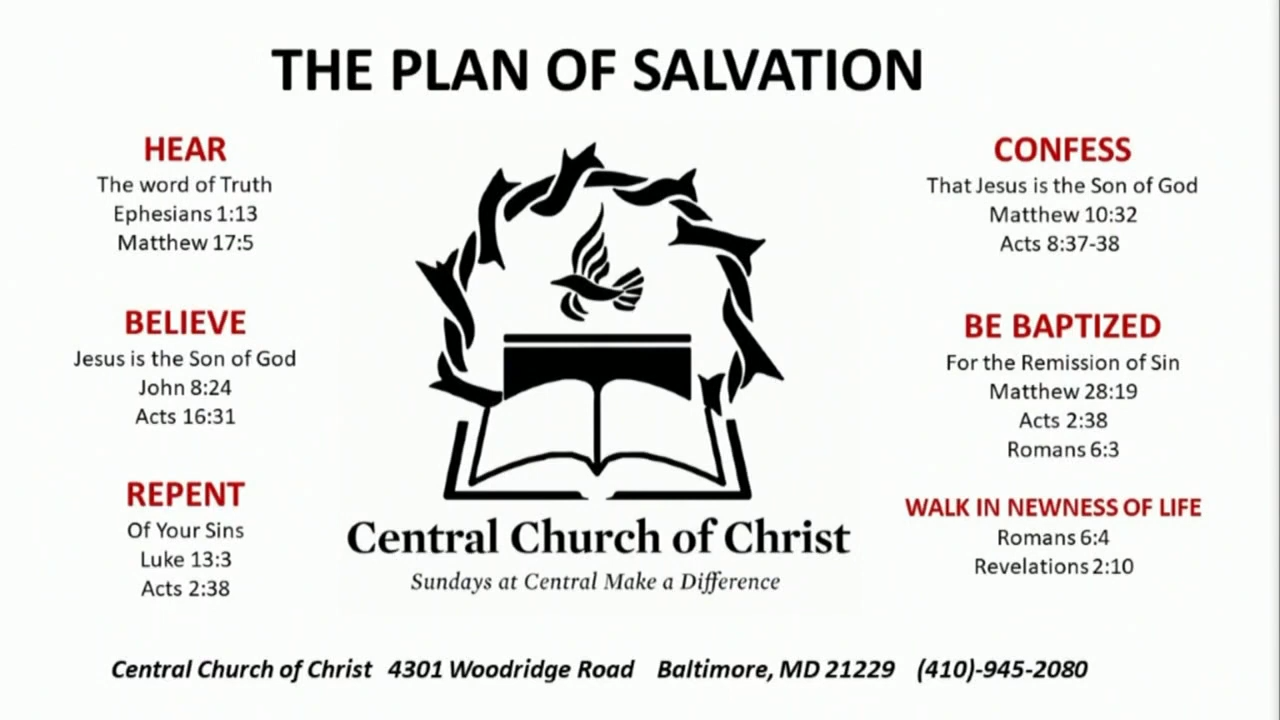 THE PLAN OF SALVATION
HEAR
The word of Truth
Ephesians 1:13
Matthew 17:5
BELIEVE
Jesus is the Son of God
John 8:24
Acts 16:31
REPENT
Of Your Sins
Luke 13:3
Acts 2:38
CONFESS
That Jesus is the Son of God
Matthew 10:32
Acts 8:37-38
BE BAPTIZED
For the Remission of Sin
Matthew 28:19
Acts 2:38
Romans 6:3
WALK IN NEWNESS OF LIFE
Romans 6:4
Revelations 2:10
Central Church of Christ
Sundays at Central Make a Difference
Central Church of Christ 4301 Woodridge Road Baltimore, MD 21229 (410)-945-2080